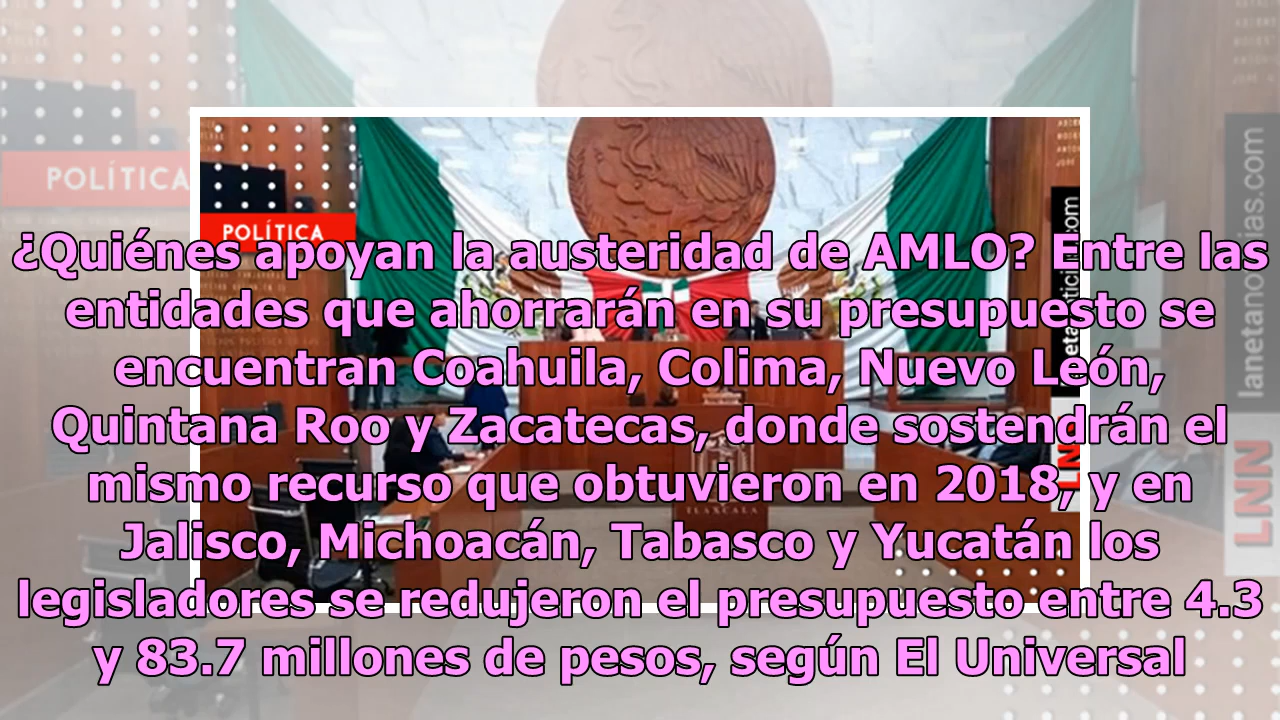 POLÍTICA
POLÍTICA
¿Quiénes apoyan la austeridad de AMLO? Entre las
entidades que ahorrarán en su presupuesto se
encuentran Coahuila, Colima, Nuevo León,
Quintana Roo y Zacatecas, donde sostendrán el
mismo recurso que obtuvieron en 2018, y en
Jalisco, Michoacán, Tabasco y Yucatán los
legisladores se redujeron el presupuesto entre 4.3
y 83.7 millones de pesos, según El Universal
TLAXCALA
LNN